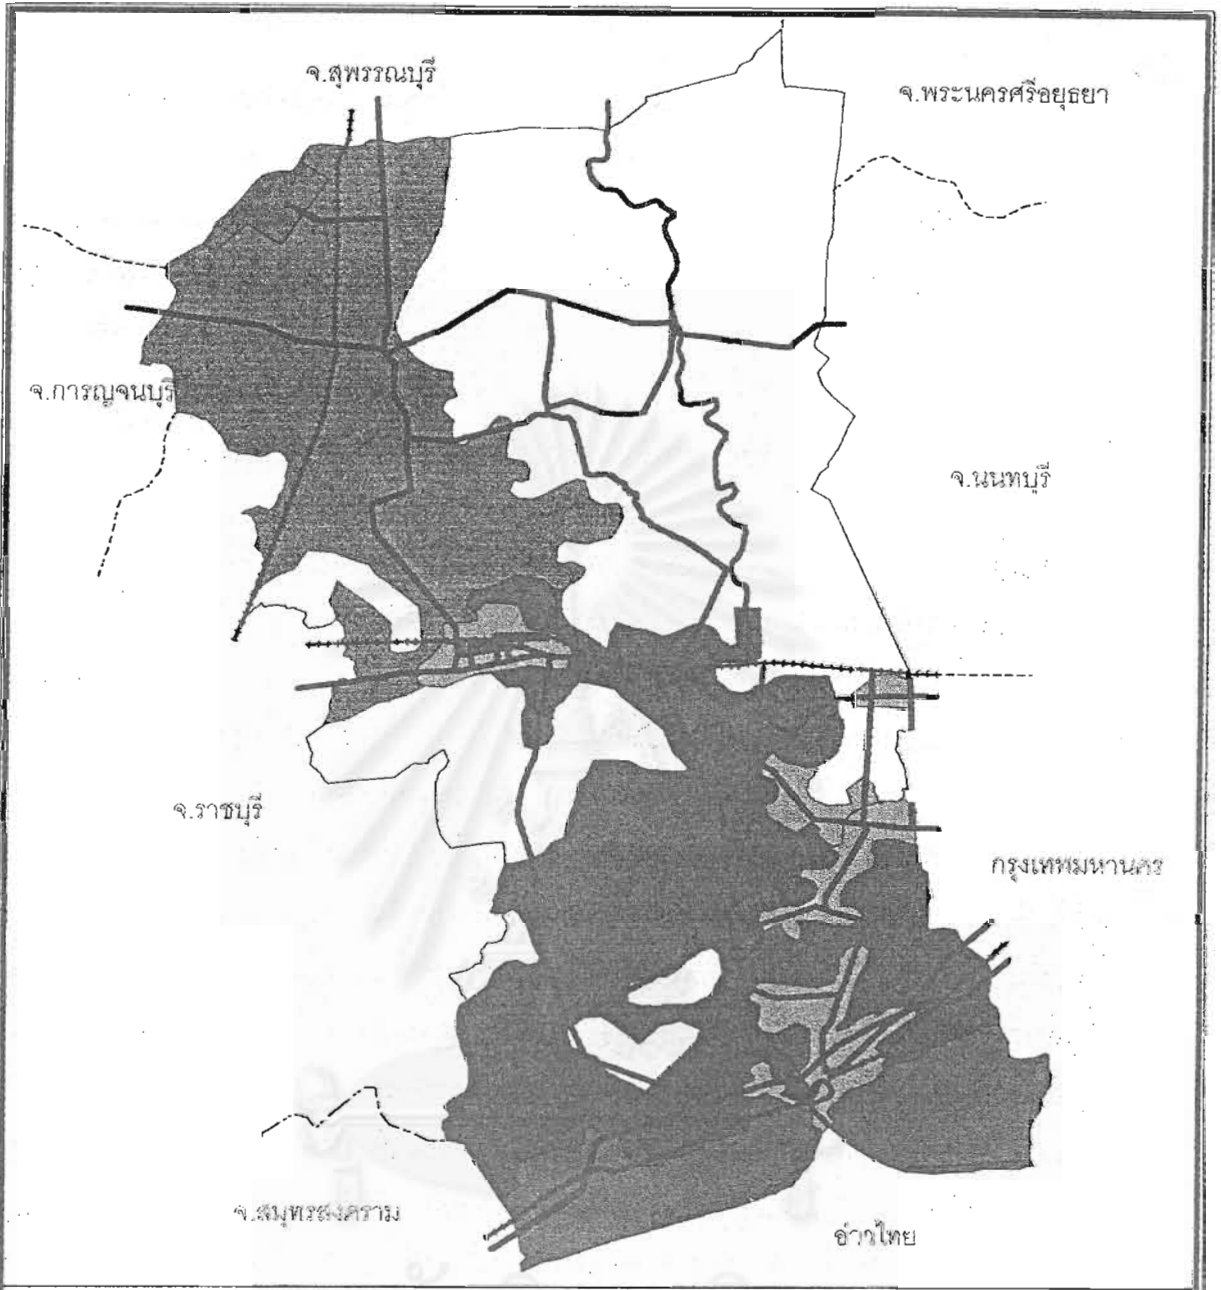 จ.สุพรรณบุรี
จ.พระนครศรีอยุธยา
จ.การญจนบุรี
จ.นนทบุรี
จ.ราชบุรี
กรุงเทพมหานคร
จ.สมุทรสงคราม
อ่าวไทย